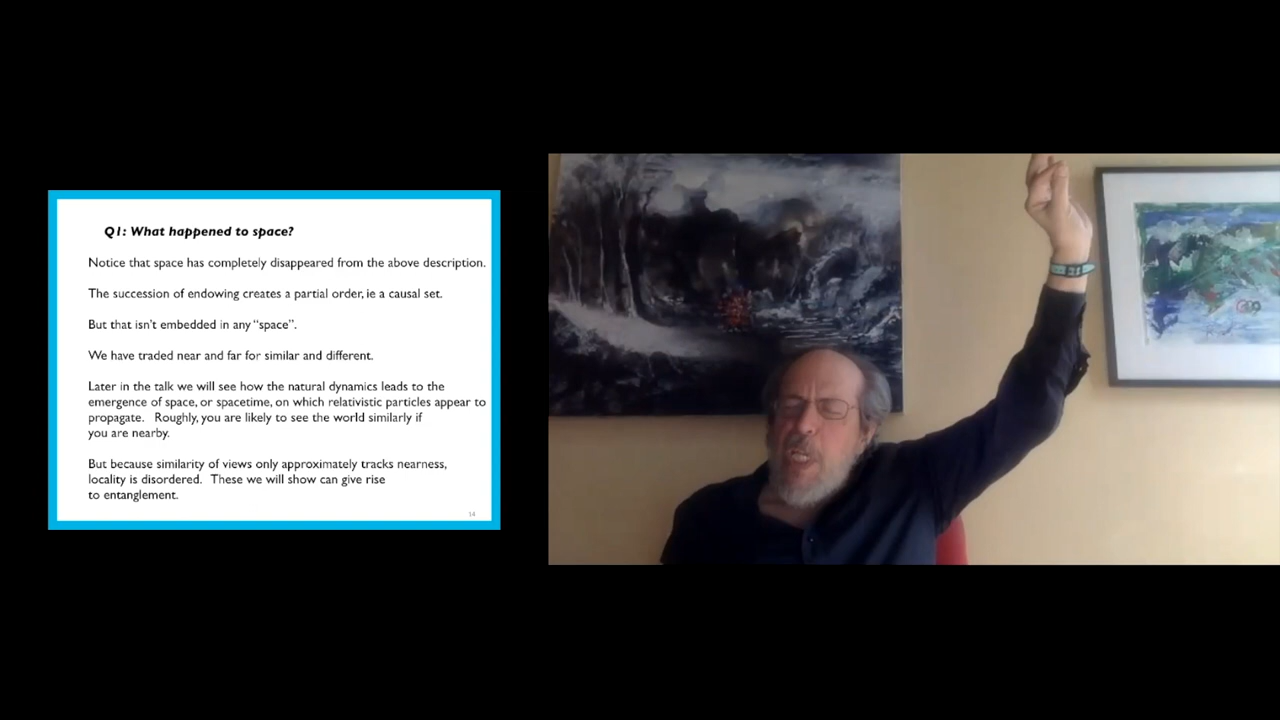 Q1: What happened to space?
Notice that space has completely disappeared from the above description.
The succession of endowing creates a partial order, ie a causal set.
But that isn't embedded in any “space”.
We have traded near and far for similar and different.
Later in the talk we will see how the natural dynamics leads to the
emergence of space, or spacetime, on which relativistic particles appear to
propagate. Roughly, you are likely to see the world similarly if
you are nearby.
But because similarity of views only approximately tracks nearness,
locality is disordered. These we will show can give rise
to entanglement.
14